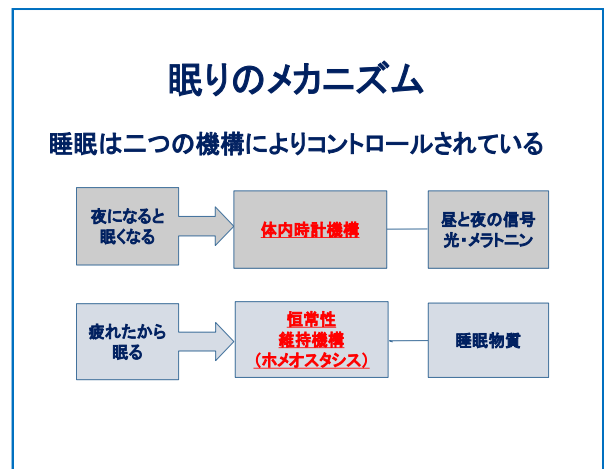 眠りのメカニズム
睡眠は二つの機構によりコントロールされている
夜になると
眠くなる
体内時計機構
昼と夜の信号
光・メラトニン
疲れたから
眠る
恒常性
維持機構
(ホメオスタシス)
睡眠物質